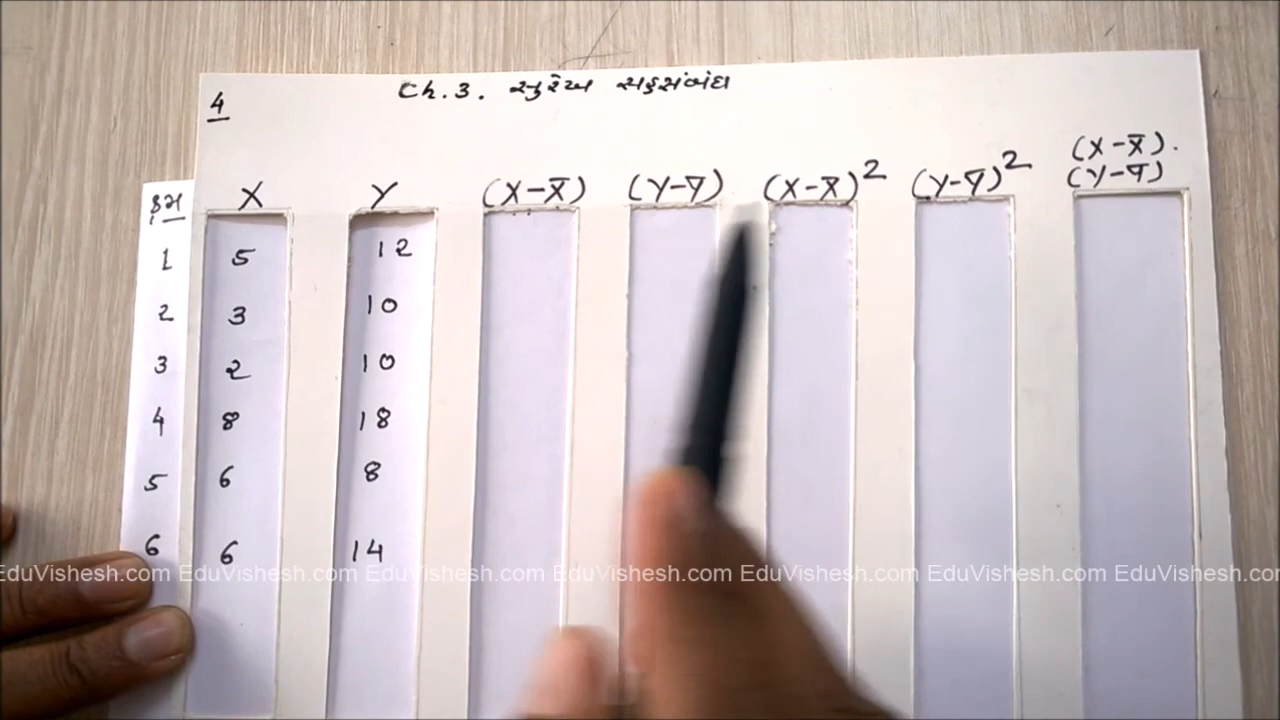 Ch. 3. સુરેખ સહસંબંધ
4
ક્રમ X Y (X-X̄) (Y-Ȳ) (X-X̄)² (Y-Ȳ)² (X-X̄).(Y-Ȳ)
1 5 12
2 3 10
3 2 10
4 8 18
5 6 8
6 6 14
EduVishesh.com EduVishesh.com EduVishesh.com EduVishesh.com EduVishesh.com EduVishesh.com EduVishesh.com